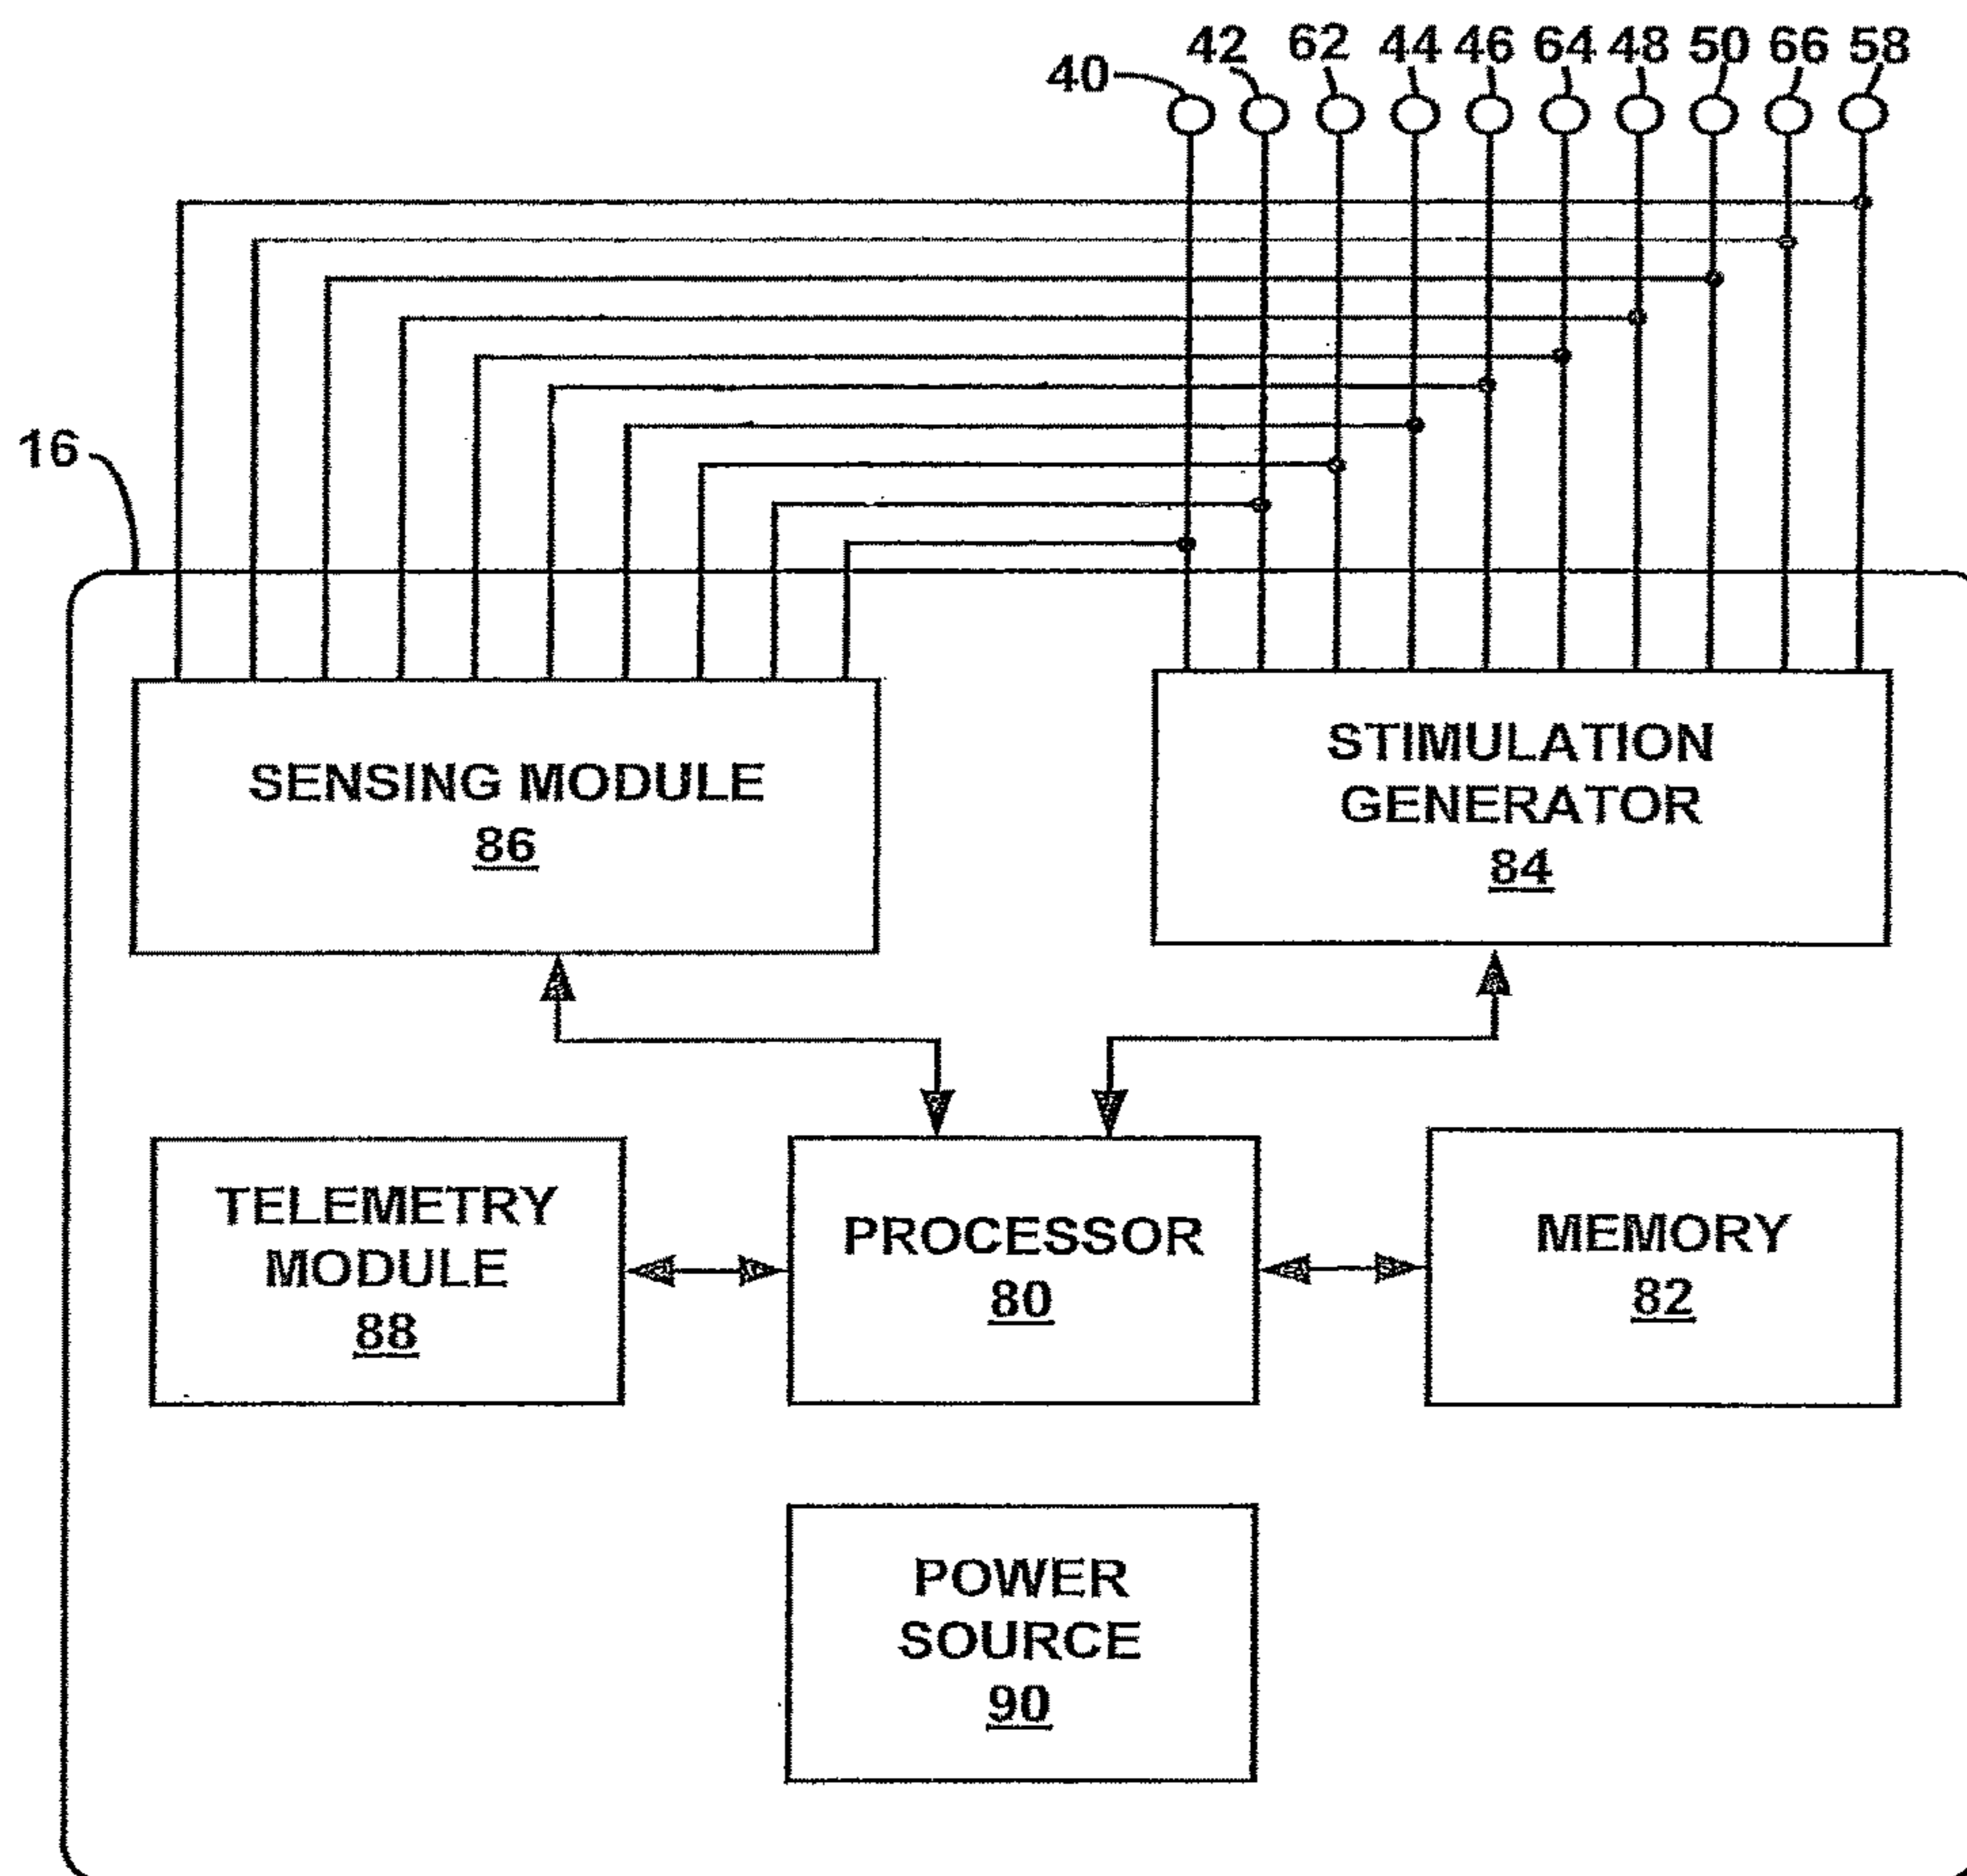 40 42 62 44 46 64 48 50 66 58
16
SENSING MODULE
86
STIMULATION
GENERATOR
84
TELEMETRY
MODULE
88
PROCESSOR
80
MEMORY
82
POWER
SOURCE
90